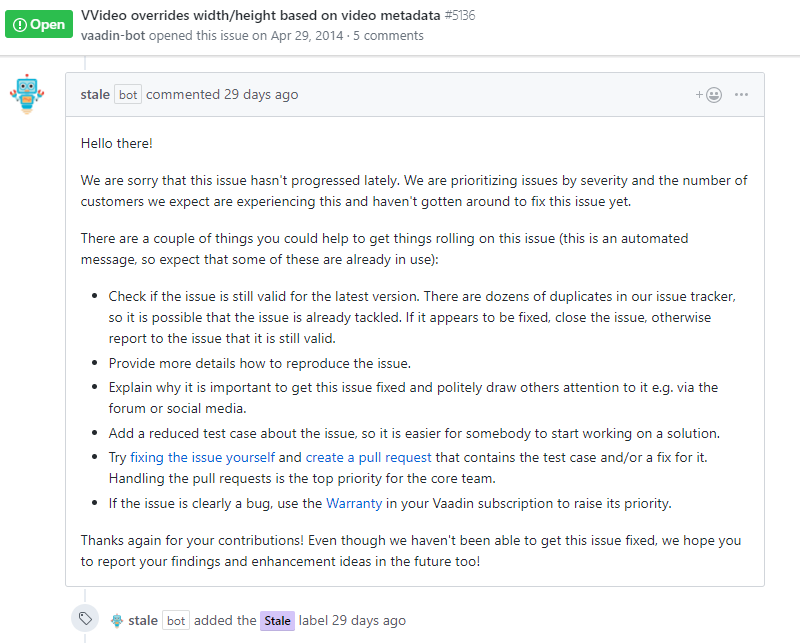 Open
VVideo overrides width/height based on video metadata #5136
vaadin-bot opened this issue on Apr 29, 2014 · 5 comments
stale bot commented 29 days ago
Hello there!
We are sorry that this issue hasn't progressed lately. We are prioritizing issues by severity and the number of
customers we expect are experiencing this and haven't gotten around to fix this issue yet.
There are a couple of things you could help to get things rolling on this issue (this is an automated
message, so expect that some of these are already in use):
• Check if the issue is still valid for the latest version. There are dozens of duplicates in our issue tracker,
so it is possible that the issue is already tackled. If it appears to be fixed, close the issue, otherwise
report to the issue that it is still valid.
• Provide more details how to reproduce the issue.
• Explain why it is important to get this issue fixed and politely draw others attention to it e.g. via the
forum or social media.
• Add a reduced test case about the issue, so it is easier for somebody to start working on a solution.
• Try fixing the issue yourself and create a pull request that contains the test case and/or a fix for it.
Handling the pull requests is the top priority for the core team.
• If the issue is clearly a bug, use the Warranty in your Vaadin subscription to raise its priority.
Thanks again for your contributions! Even though we haven't been able to get this issue fixed, we hope you
to report your findings and enhancement ideas in the future too!
stale bot added the Stale label 29 days ago